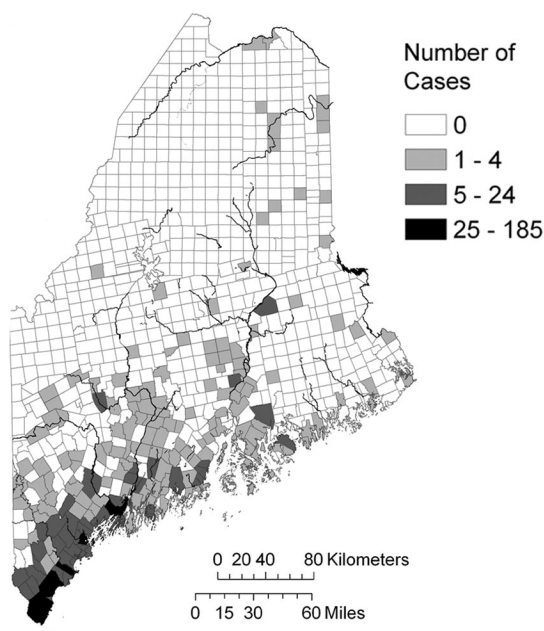 Number of
Cases
0
1 - 4
5 - 24
25 - 185
0 20 40 80 Kilometers
0 15 30 60 Miles